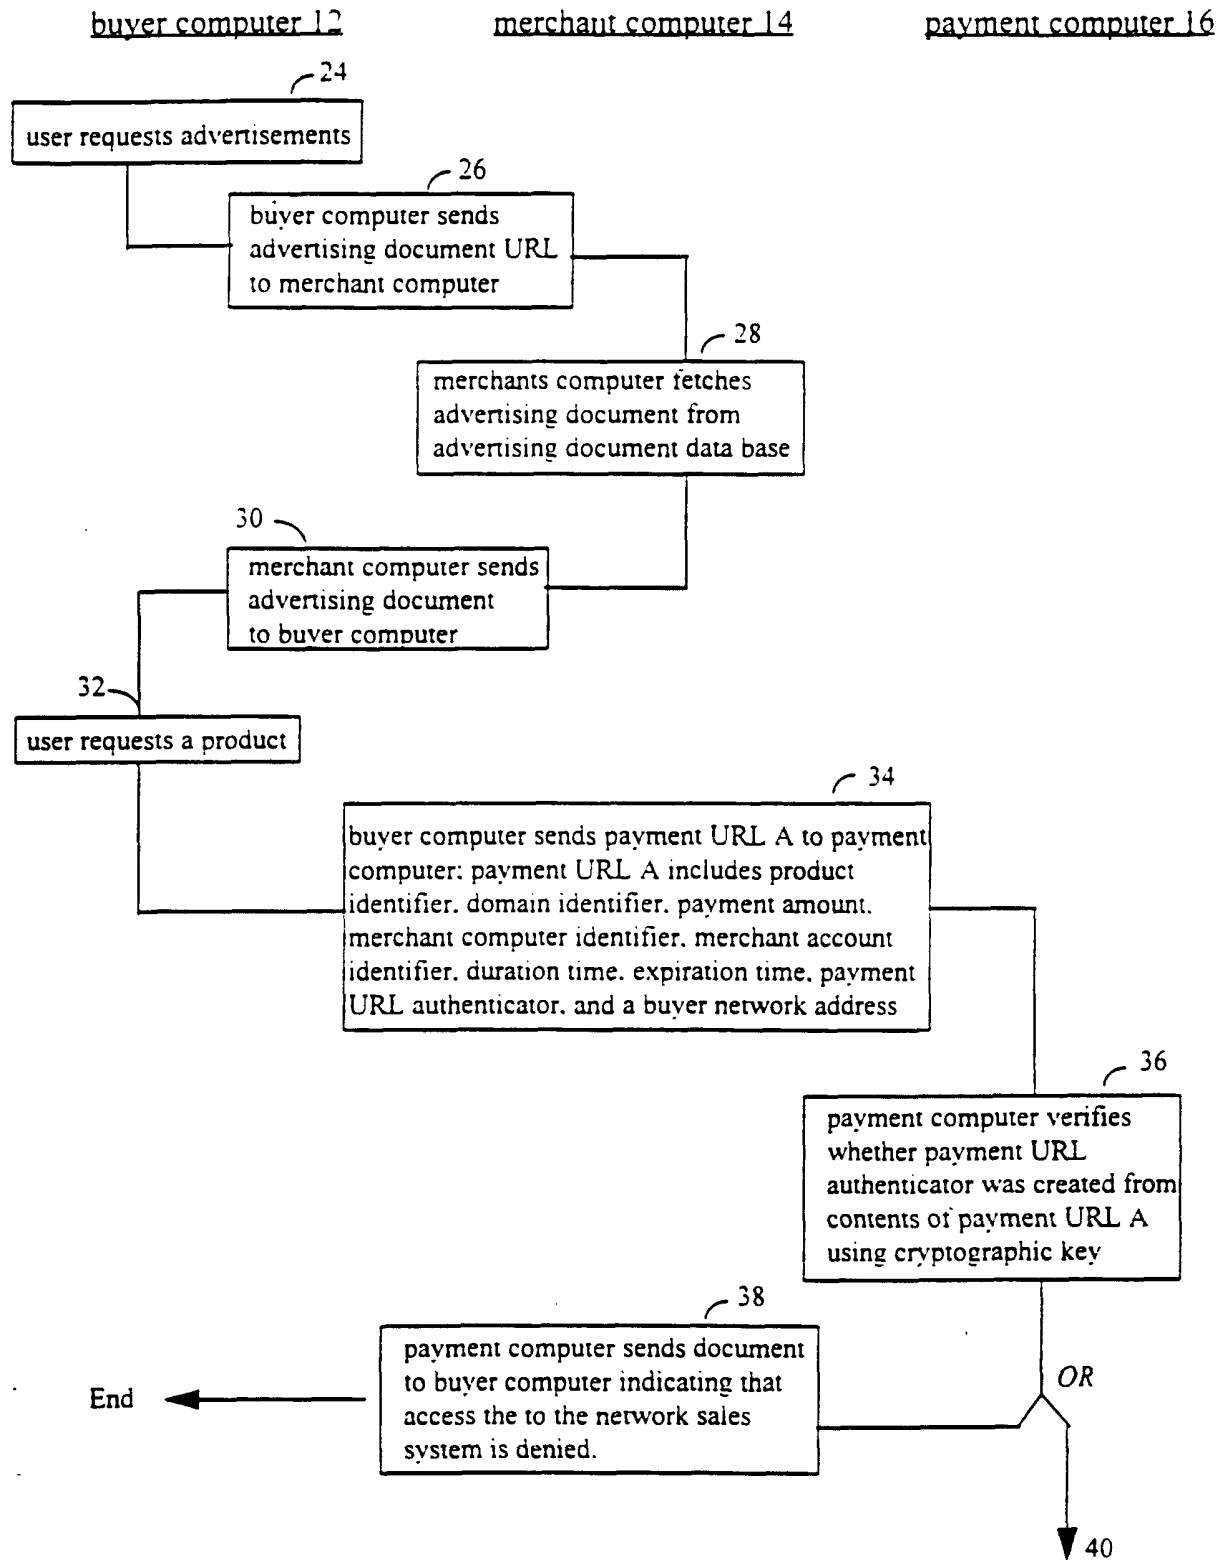 buyer computer 12 merchant computer 14 payment computer 16
24
user requests advertisements
26
buyer computer sends
advertising document URL
to merchant computer
28
merchants computer fetches
advertising document from
advertising document data base
30
merchant computer sends
advertising document
to buyer computer
32
user requests a product
34
buyer computer sends payment URL A to payment
computer; payment URL A includes product
identifier, domain identifier, payment amount,
merchant computer identifier, merchant account
identifier, duration time, expiration time, payment
URL authenticator, and a buyer network address
36
payment computer verifies
whether payment URL
authenticator was created from
contents of payment URL A
using cryptographic key
38
payment computer sends document
to buyer computer indicating that
access the to the network sales
system is denied.
End
OR
40